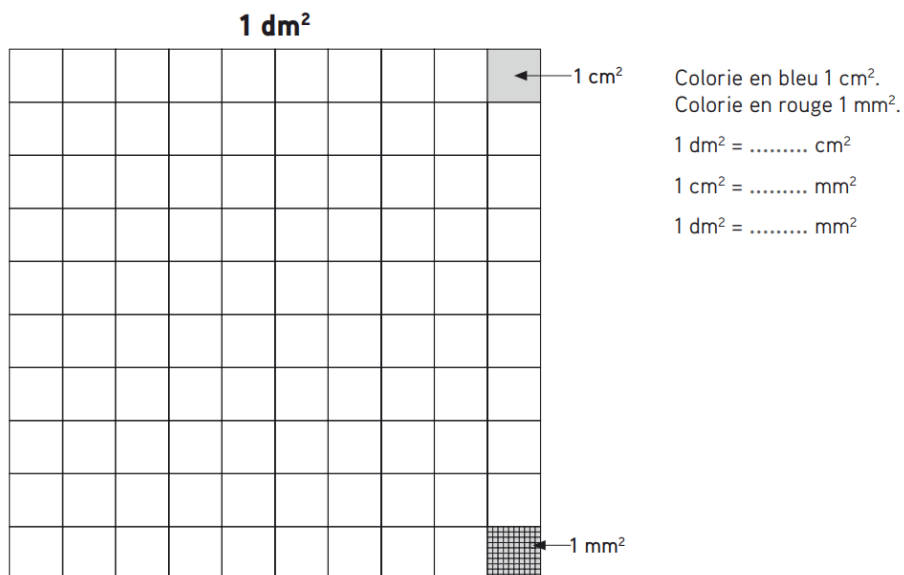 1 dm²
1 cm²
Colorie en bleu 1 cm².
Colorie en rouge 1 mm².
1 dm² = ......... cm²
1 cm² = ......... mm²
1 dm² = ......... mm²
1 mm²